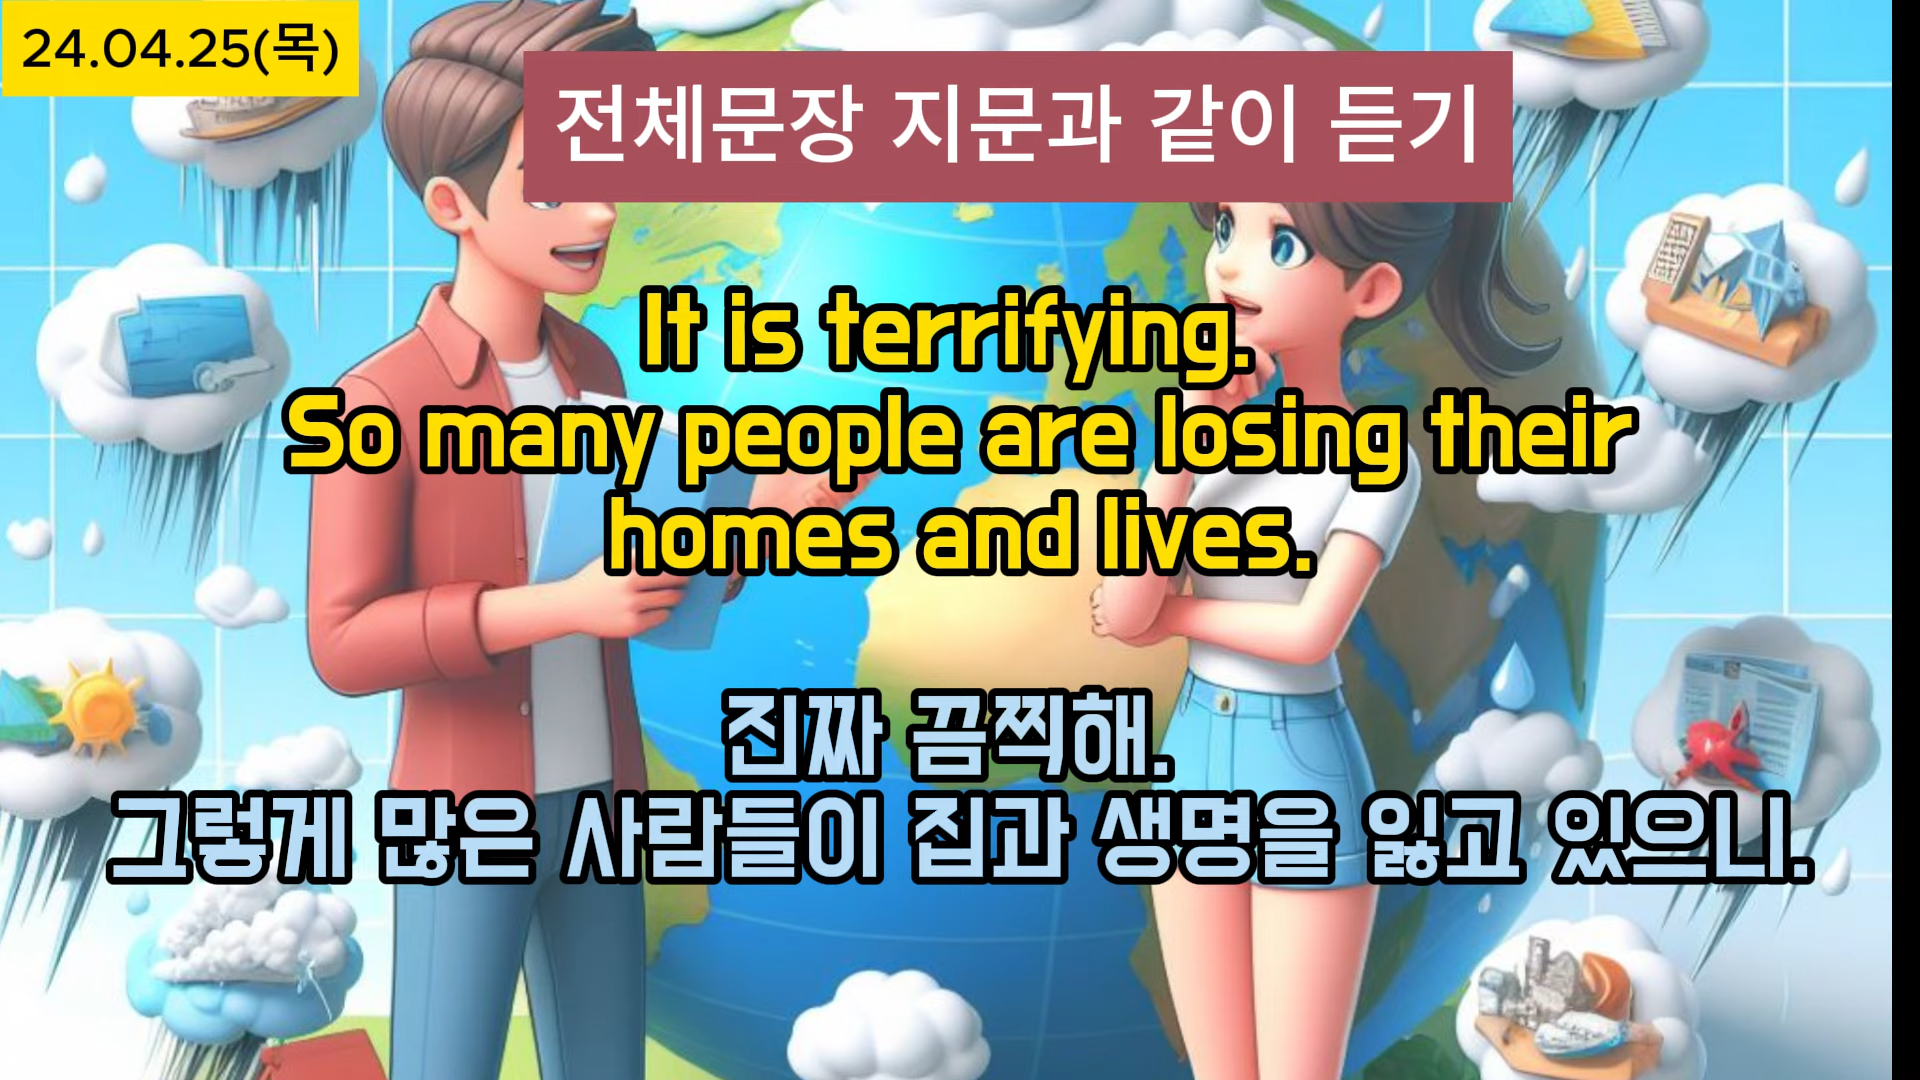 24.04.25(목)
전체문장 지문과 같이 듣기
It is terrifying.
So many people are losing their
homes and lives.
진짜 끔찍해.
그렇게 많은 사람들이 집과 생명을 잃고 있으니.